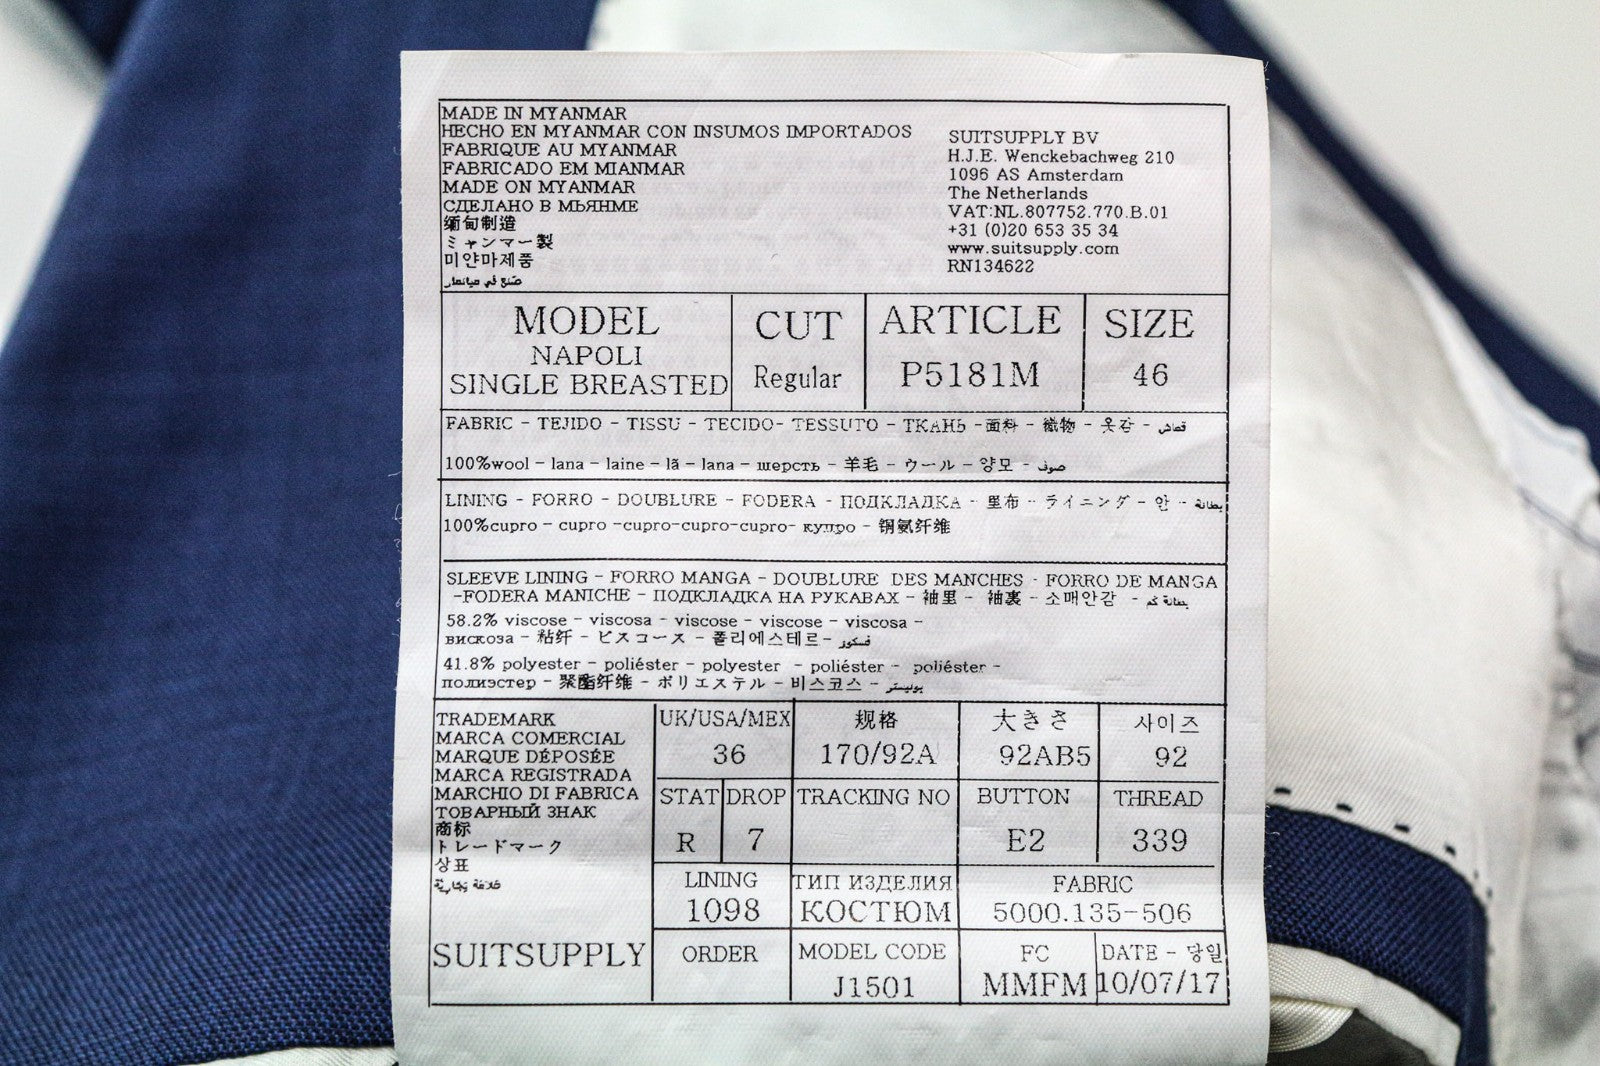 MADE IN MYANMAR
HECHO EN MYANMAR CON INSUMOS IMPORTADOS
FABRIQUE AU MYANMAR
FABRICADO EM MIANMAR
MADE ON MYANMAR
СДЕЛАНО В МЬЯНМЕ
缅甸制造
ミャンマー製
미얀마제품
صنع في ميانمار
SUITSUPPLY BV
H.J.E. Wenckebachweg 210
1096 AS Amsterdam
The Netherlands
VAT:NL.807752.770.B.01
+31 (0)20 653 35 34
www.suitsupply.com
RN134622
MODEL
NAPOLI
SINGLE BREASTED
CUT
Regular
ARTICLE
P5181M
SIZE
46
FABRIC - TEJIDO - TISSU - TECIDO- TESSUTO - ТКАНЬ -面料 - 織物 - 옷감 - قماش
100%wool - lana - laine - lã - lana - шерсть - 羊毛 - ウール - 양모 - صوف
LINING - FORRO - DOUBLURE - FODERA - ПОДКЛАДКА - 里布 - ライニング - 안 - بطانة
100%cupro - cupro -cupro-cupro-cupro- купро - 铜氨纤维
SLEEVE LINING - FORRO MANGA - DOUBLURE DES MANCHES - FORRO DE MANGA
-FODERA MANICHE - ПОДКЛАДКА НА РУКАВАХ - 袖里 - 袖裏 - 소매안감 - بطانة كم
58.2% viscose - viscosa - viscose - viscose - viscosa -
вискоза - 粘纤 - ビスコース - 폴리에스테르- فسكوز
41.8% polyester - poliéster - polyester - poliéster - poliéster -
полиэстер - 聚酯纤维 - ポリエステル - 비스코스 - بوليستر
TRADEMARK
MARCA COMERCIAL
MARQUE DÉPOSÉE
MARCA REGISTRADA
MARCHIO DI FABRICA
ТОВАРНЫЙ ЗНАК
商标
トレードマーク
상표
SUITSUPPLY
UK/USA/MEX
36
规格
170/92A
大きさ
92AB5
사이즈
92
STAT
R
DROP
7
TRACKING NO
BUTTON
E2
THREAD
339
LINING
1098
ТИП ИЗДЕЛИЯ
КОСТЮМ
FABRIC
5000.135-506
ORDER
MODEL CODE
J1501
FC
MMFM
DATE - 당일
10/07/17